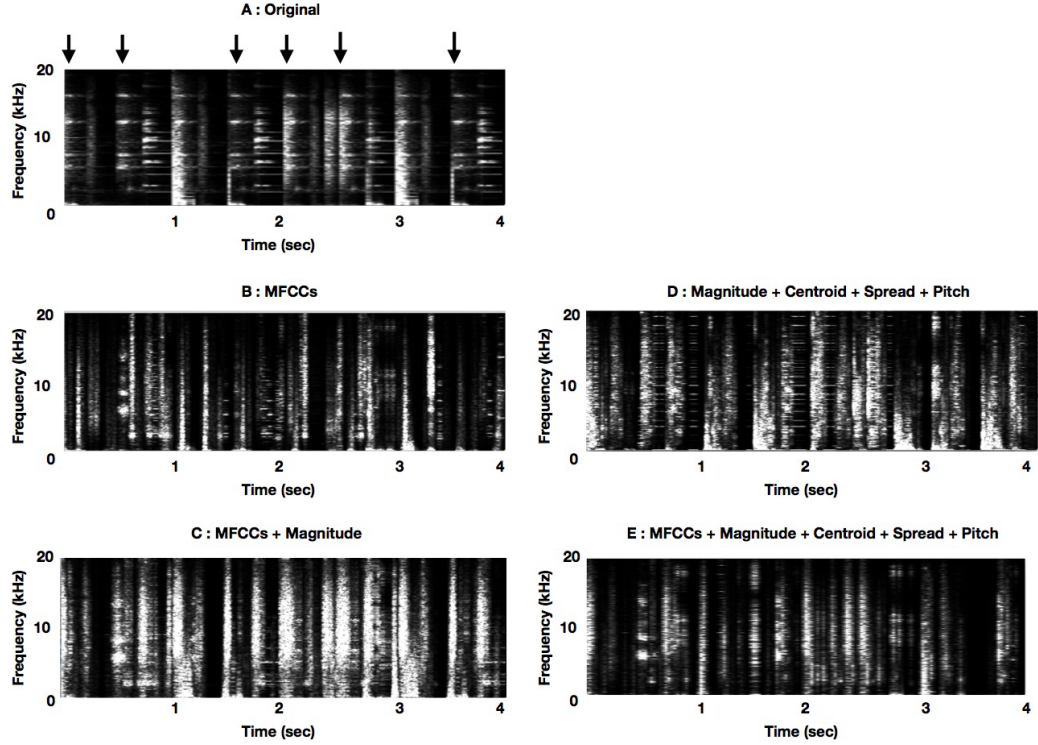 A : Original
20
10
0
Frequency (kHz)
1 2 3 4
Time (sec)
B : MFCCs
20
10
0
Frequency (kHz)
1 2 3 4
Time (sec)
D : Magnitude + Centroid + Spread + Pitch
20
10
0
Frequency (kHz)
1 2 3 4
Time (sec)
C : MFCCs + Magnitude
20
10
0
Frequency (kHz)
1 2 3 4
Time (sec)
E : MFCCs + Magnitude + Centroid + Spread + Pitch
20
10
0
Frequency (kHz)
1 2 3 4
Time (sec)